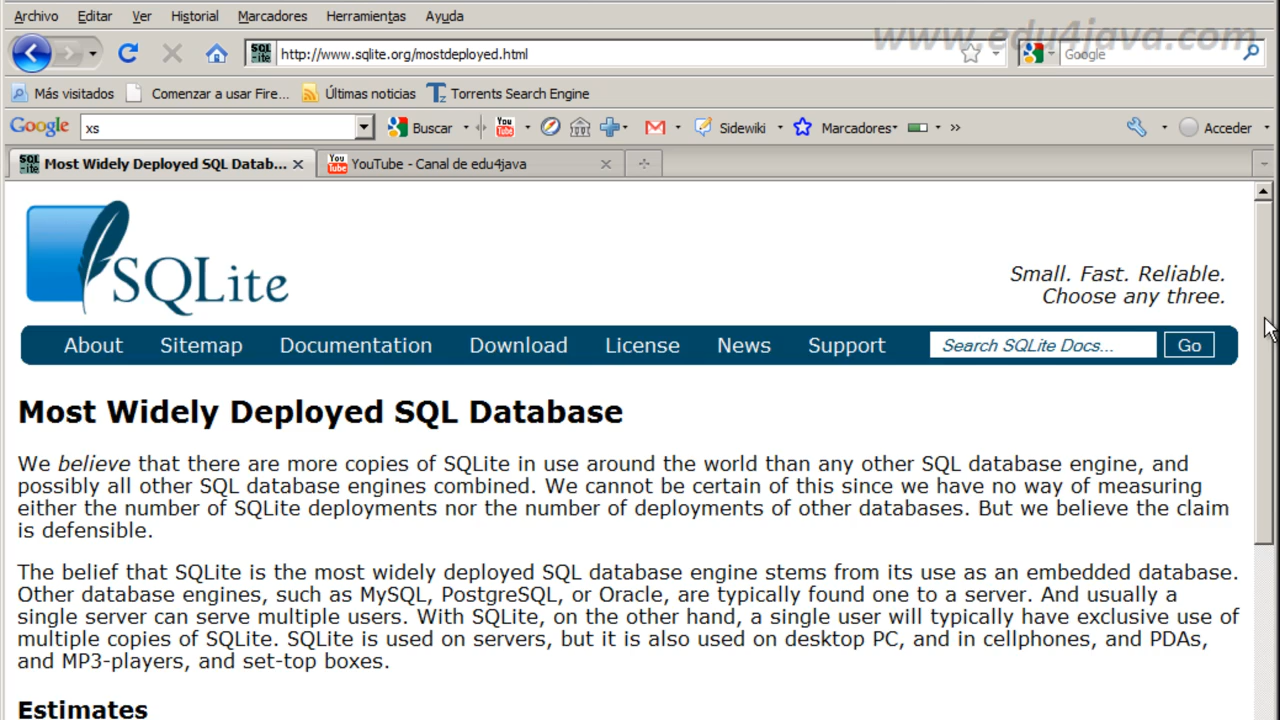 Archivo Editar Ver Historial Marcadores Herramientas Ayuda
www.edu4java.com
SQL -ite http://www.sqlite.org/mostdeployed.html Google
Más visitados Comenzar a usar Fire... Últimas noticias Torrents Search Engine
Google xs Buscar You Tube Sidewiki Marcadores Acceder
SQL -ite Most Widely Deployed SQL Datab... You Tube YouTube - Canal de edu4java
SQLite
Small. Fast. Reliable.
Choose any three.
About Sitemap Documentation Download License News Support Search SQLite Docs... Go
Most Widely Deployed SQL Database
We believe that there are more copies of SQLite in use around the world than any other SQL database engine, and
possibly all other SQL database engines combined. We cannot be certain of this since we have no way of measuring
either the number of SQLite deployments nor the number of deployments of other databases. But we believe the claim
is defensible.
The belief that SQLite is the most widely deployed SQL database engine stems from its use as an embedded database.
Other database engines, such as MySQL, PostgreSQL, or Oracle, are typically found one to a server. And usually a
single server can serve multiple users. With SQLite, on the other hand, a single user will typically have exclusive use of
multiple copies of SQLite. SQLite is used on servers, but it is also used on desktop PC, and in cellphones, and PDAs,
and MP3-players, and set-top boxes.
Estimates